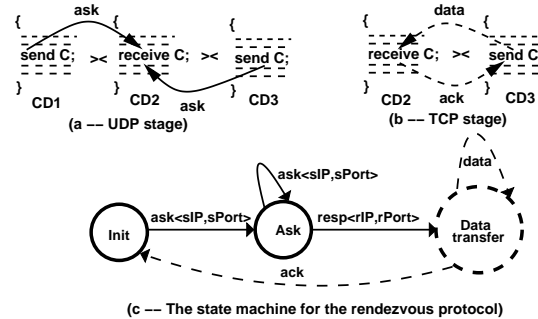 ask
data
{ { { { {
send C; >< receive C; >< send C;
receive C; >< send C;
} } } } }
CD1 CD2 ask CD3
CD2 ack CD3
(a −− UDP stage)
(b −− TCP stage)
data
ask<sIP,sPort>
Init
ask<sIP,sPort>
Ask
resp<rIP,rPort>
Data
transfer
ack
(c −− The state machine for the rendezvous protocol)